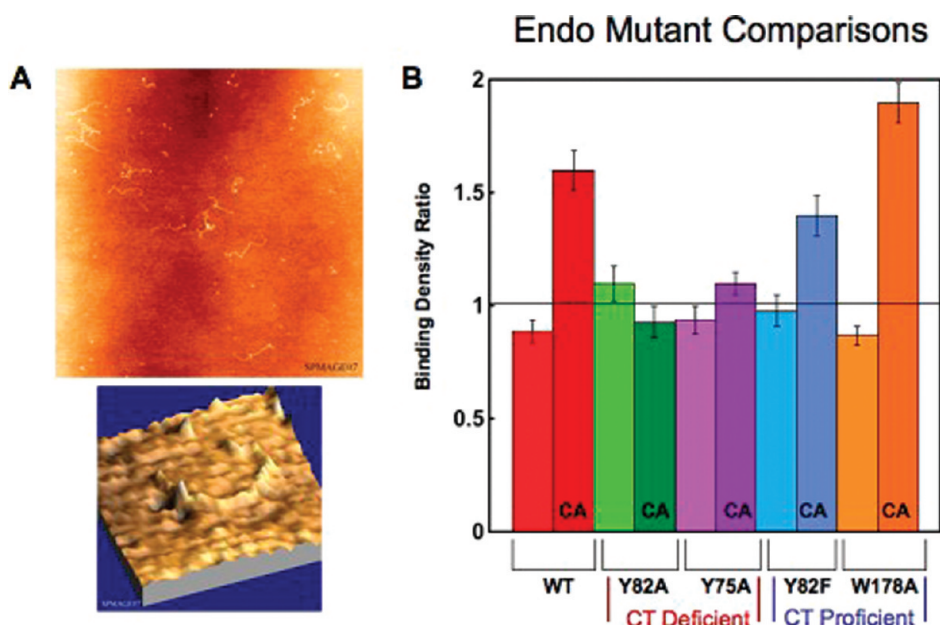 Endo Mutant Comparisons
A
SPMAGE07
SPMAGE07
B
Binding Density Ratio
2
1.5
1
0.5
0
CA CA CA CA CA
WT Y82A Y75A Y82F W178A
CT Deficient CT Proficient